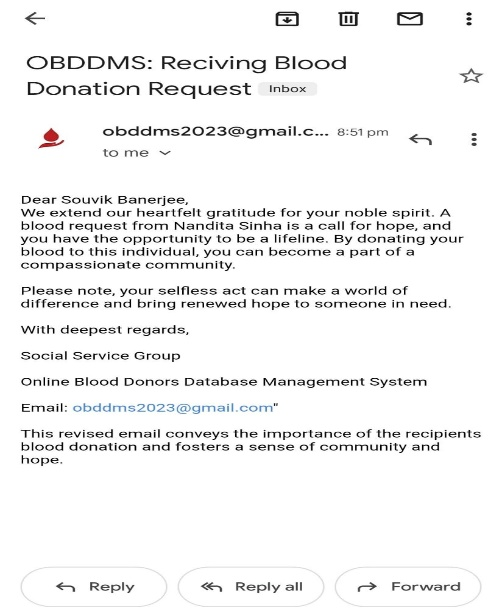 OBDDMS: Reciving Blood
Donation Request Inbox
obddms2023@gmail.c... 8:51 pm
to me
Dear Souvik Banerjee,
We extend our heartfelt gratitude for your noble spirit. A
blood request from Nandita Sinha is a call for hope, and
you have the opportunity to be a lifeline. By donating your
blood to this individual, you can become a part of a
compassionate community.
Please note, your selfless act can make a world of
difference and bring renewed hope to someone in need.
With deepest regards,
Social Service Group
Online Blood Donors Database Management System
Email: obddms2023@gmail.com"
This revised email conveys the importance of the recipients
blood donation and fosters a sense of community and
hope.
Reply Reply all Forward